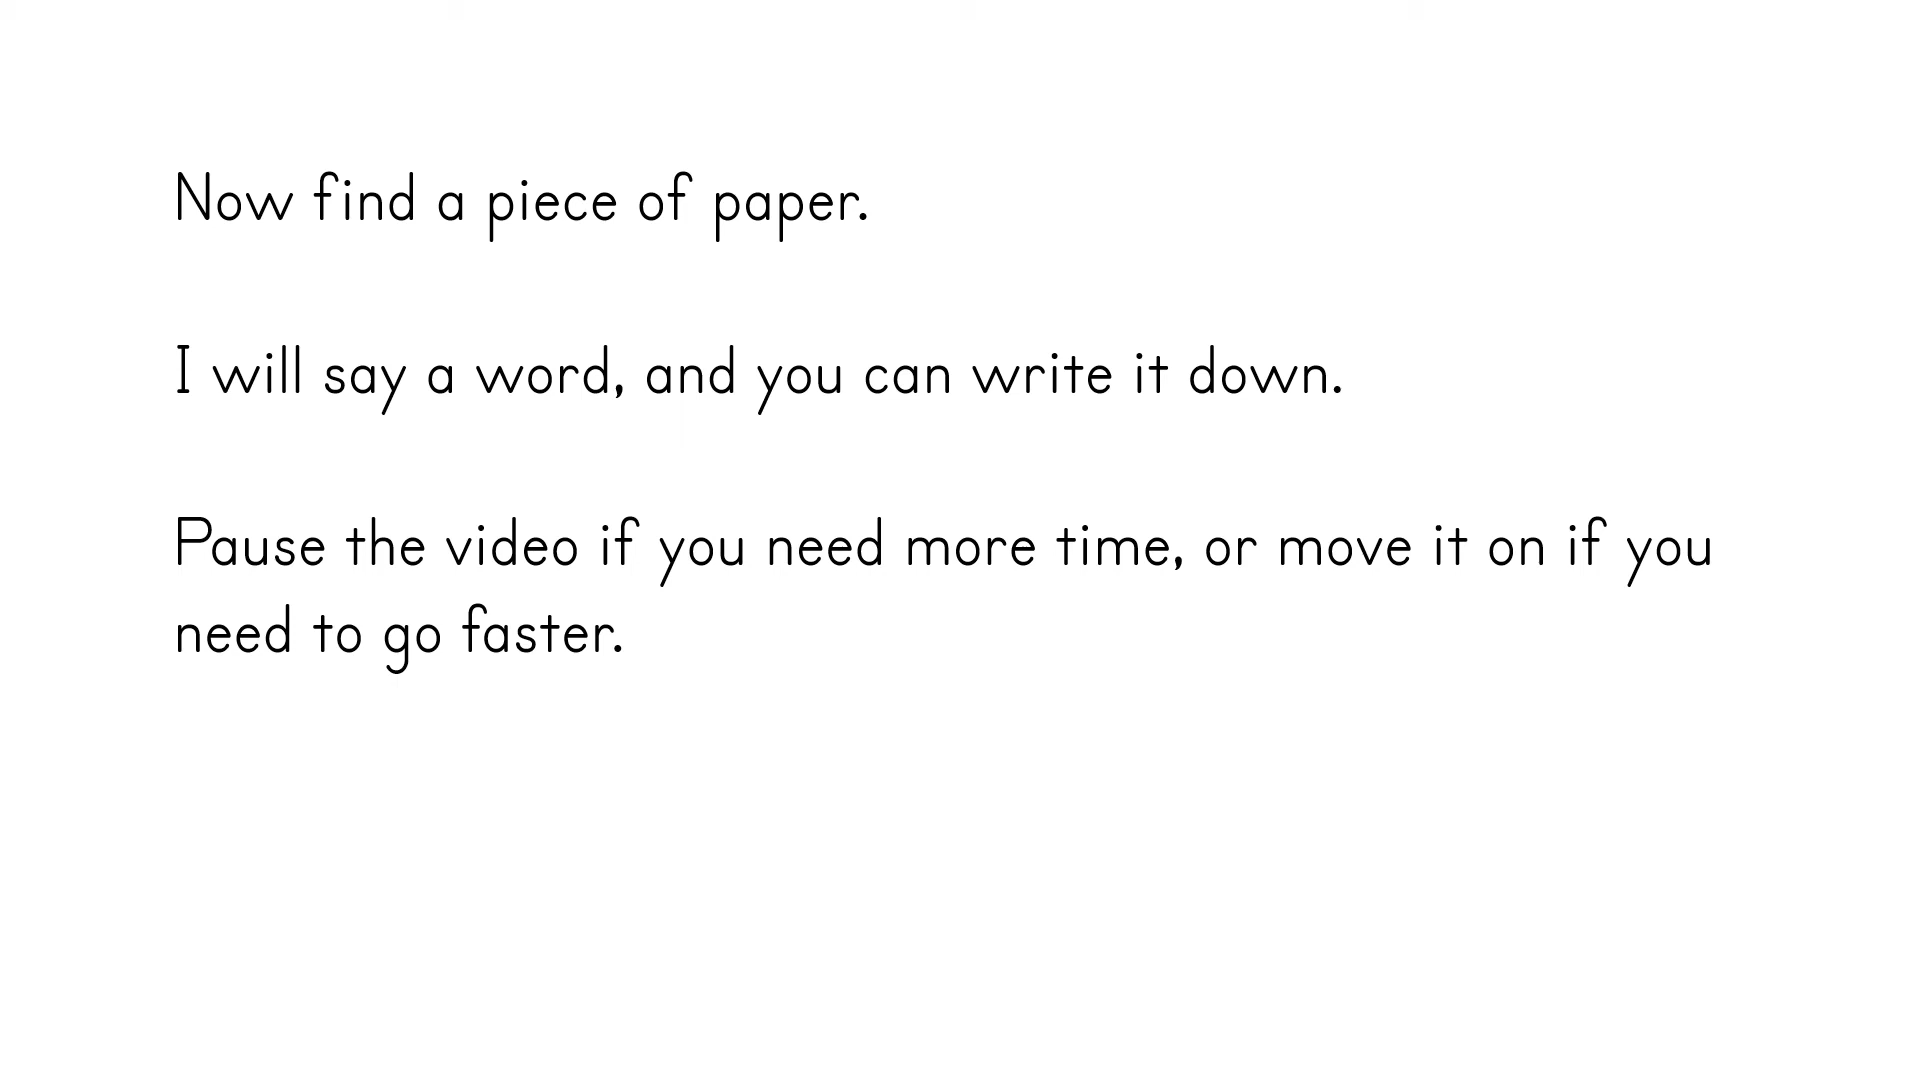 Now find a piece of paper.
I will say a word, and you can write it down.
Pause the video if you need more time, or move it on if you
need to go faster.